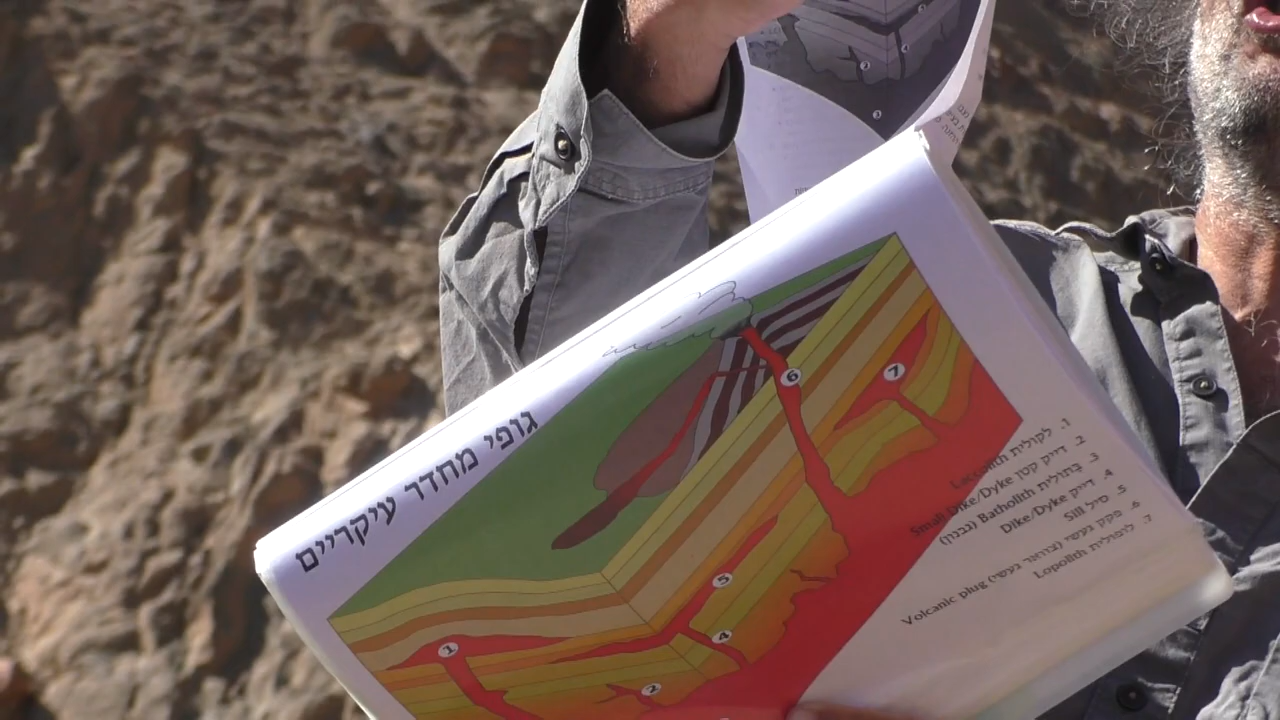 גופי מחדר עיקריים
1. לקולית Laccolith
2. דייק קטן Small Dike/Dyke
3. בתולית Batholith (גבנון)
4. דייק Dike/Dyke
5. סיל Sill
6. פקק געשי (צוואר געשי) Volcanic plug
7. לופולית Lopolith
6
7
5
4
1
2